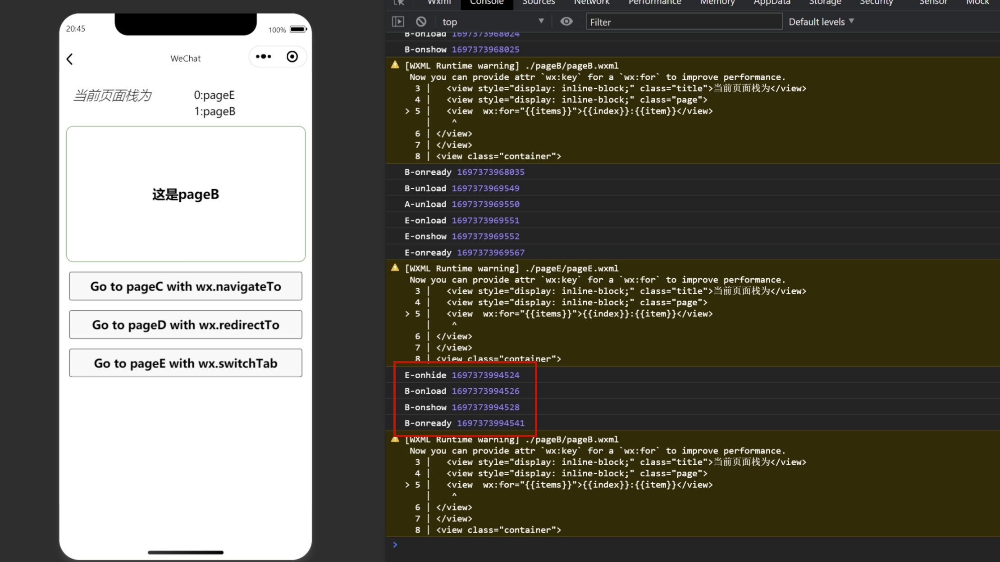 20:45
100%
WeChat
当前页面栈为
0:pageE
1:pageB
这是pageB
Go to pageC with wx.navigateTo
Go to pageD with wx.redirectTo
Go to pageE with wx.switchTab
Wxml Console Sources Network Performance Memory AppData Storage Security Sensor Mock
top Filter Default levels
B-onload 1697373968024
B-onshow 1697373968025
[WXML Runtime warning] ./pageB/pageB.wxml
Now you can provide attr `wx:key` for a `wx:for` to improve performance.
3 | <view style="display: inline-block;" class="title">当前页面栈为</view>
4 | <view style="display: inline-block;" class="page">
> 5 | <view  wx:for="{{items}}">{{index}}:{{item}}</view>
| ^
6 | </view>
7 | </view>
8 | <view class="container">
B-onready 1697373968035
B-unload 1697373969549
A-unload 1697373969550
E-onload 1697373969551
E-onshow 1697373969552
E-onready 1697373969567
[WXML Runtime warning] ./pageE/pageE.wxml
Now you can provide attr `wx:key` for a `wx:for` to improve performance.
3 | <view style="display: inline-block;" class="title">当前页面栈为</view>
4 | <view style="display: inline-block;" class="page">
> 5 | <view  wx:for="{{items}}">{{index}}:{{item}}</view>
| ^
6 | </view>
7 | </view>
8 | <view class="container">
E-onhide 1697373994524
B-onload 1697373994526
B-onshow 1697373994528
B-onready 1697373994541
[WXML Runtime warning] ./pageB/pageB.wxml
Now you can provide attr `wx:key` for a `wx:for` to improve performance.
3 | <view style="display: inline-block;" class="title">当前页面栈为</view>
4 | <view style="display: inline-block;" class="page">
> 5 | <view  wx:for="{{items}}">{{index}}:{{item}}</view>
| ^
6 | </view>
7 | </view>
8 | <view class="container">
>